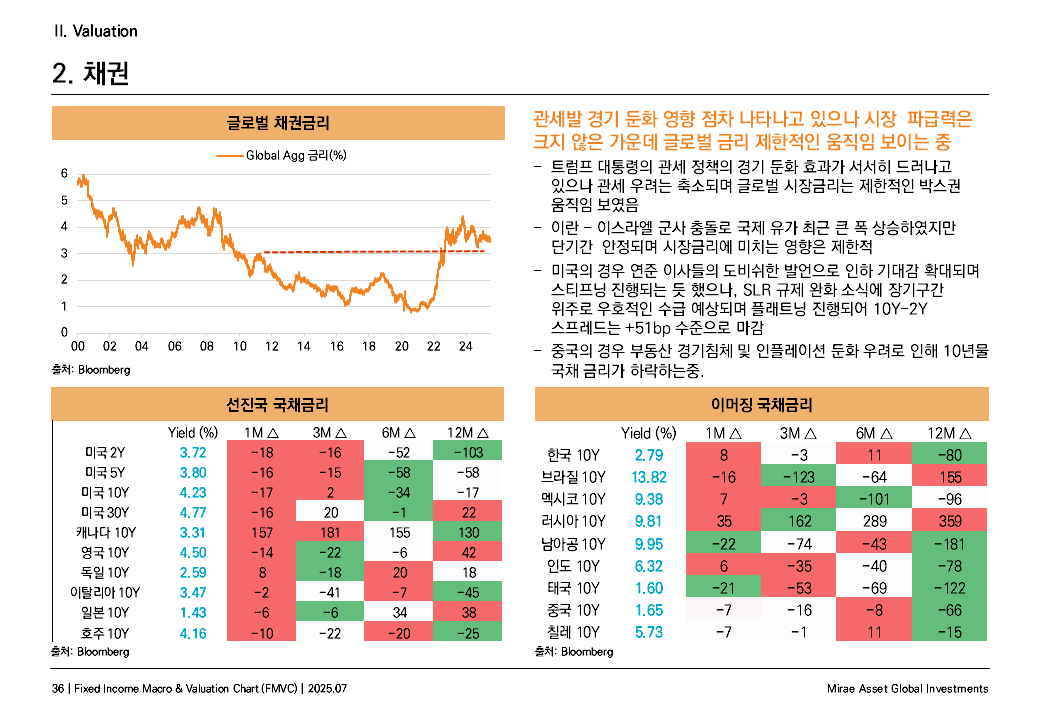 II. Valuation
2. 채권
글로벌 채권금리
Global Agg 금리(%)
6
5
4
3
2
1
0
00 02 04 06 08 10 12 14 16 18 20 22 24
출처: Bloomberg
관세발 경기 둔화 영향 점차 나타나고 있으나 시장 파급력은
크지 않은 가운데 글로벌 금리 제한적인 움직임 보이는 중
- 트럼프 대통령의 관세 정책의 경기 둔화 효과가 서서히 드러나고
있으나 관세 우려는 축소되며 글로벌 시장금리는 제한적인 박스권
움직임 보였음
- 이란 - 이스라엘 군사 충돌로 국제 유가 최근 큰 폭 상승하였지만
단기간 안정되며 시장금리에 미치는 영향은 제한적
- 미국의 경우 연준 이사들의 도비쉬한 발언으로 인하 기대감 확대되며
스티프닝 진행되는 듯 했으나, SLR 규제 완화 소식에 장기구간
위주로 우호적인 수급 예상되며 플래트닝 진행되어 10Y-2Y
스프레드는 +51bp 수준으로 마감
- 중국의 경우 부동산 경기침체 및 인플레이션 둔화 우려로 인해 10년물
국채 금리가 하락하는중.
선진국 국채금리
Yield (%) 1M △ 3M △ 6M △ 12M △
미국 2Y 3.72 -18 -16 -52 -103
미국 5Y 3.80 -16 -15 -58 -58
미국 10Y 4.23 -17 2 -34 -17
미국 30Y 4.77 -16 20 -1 22
캐나다 10Y 3.31 157 181 155 130
영국 10Y 4.50 -14 -22 -6 42
독일 10Y 2.59 8 -18 20 18
이탈리아 10Y 3.47 -2 -41 -7 -45
일본 10Y 1.43 -6 -6 34 38
호주 10Y 4.16 -10 -22 -20 -25
출처: Bloomberg
이머징 국채금리
Yield (%) 1M △ 3M △ 6M △ 12M △
한국 10Y 2.79 8 -3 11 -80
브라질 10Y 13.82 -16 -123 -64 155
멕시코 10Y 9.38 7 -3 -101 -96
러시아 10Y 9.81 35 162 289 359
남아공 10Y 9.95 -22 -74 -43 -181
인도 10Y 6.32 6 -35 -40 -78
태국 10Y 1.60 -21 -53 -69 -122
중국 10Y 1.65 -7 -16 -8 -66
칠레 10Y 5.73 -7 -1 11 -15
출처: Bloomberg
36 | Fixed Income Macro & Valuation Chart (FMVC) | 2025.07
Mirae Asset Global Investments